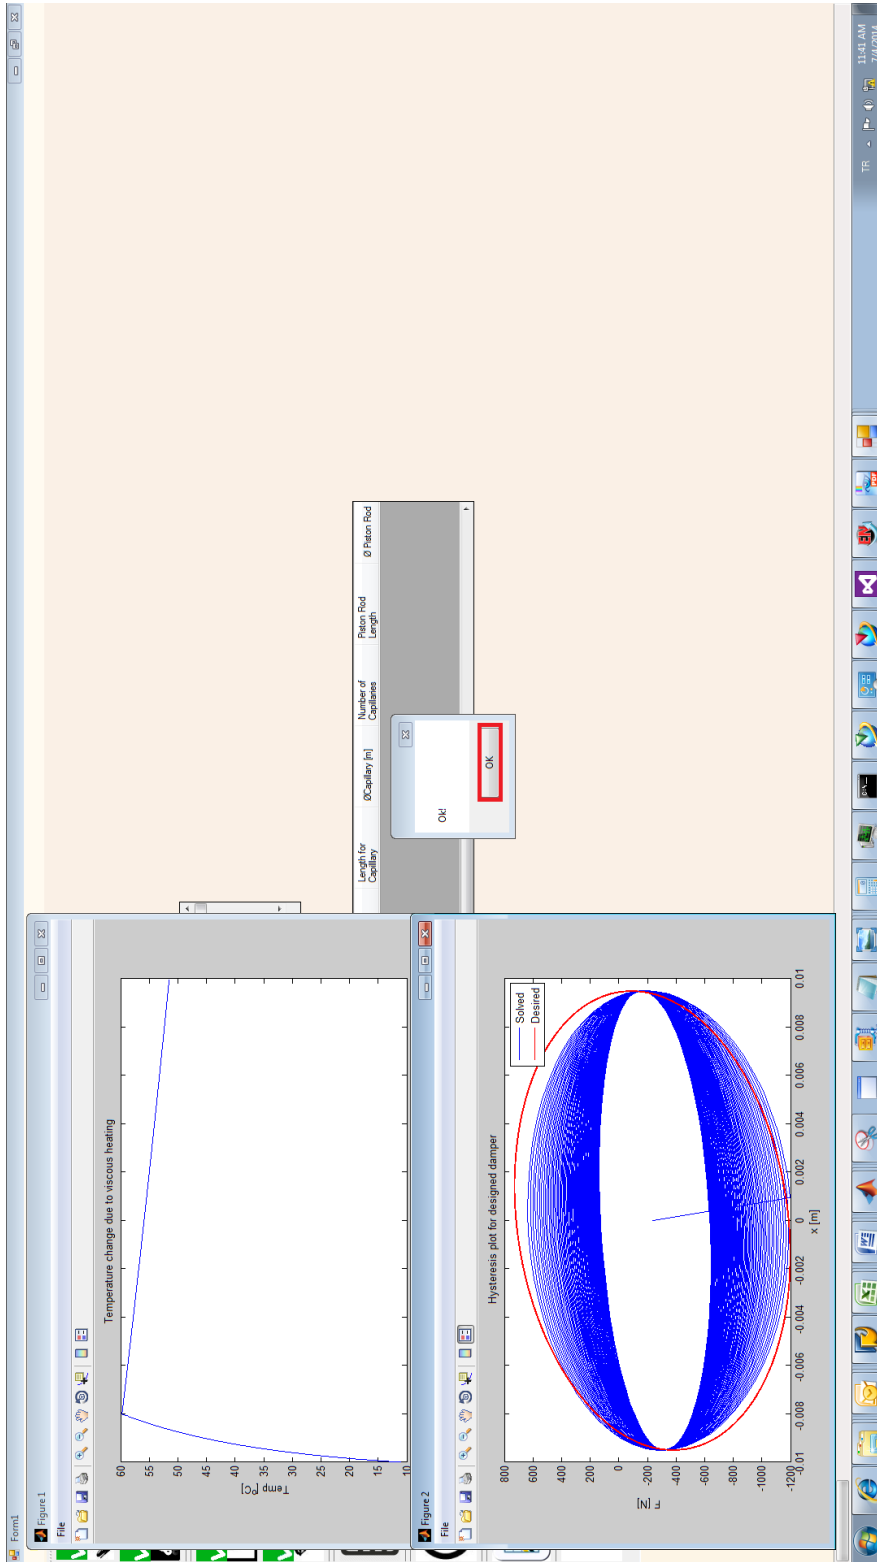 Form1
Figure 1
File
Temperature change due to viscous heating
Temp [ºC]
60
55
50
45
40
35
30
25
20
15
10
Length for Capillary
ØCapillary [m]
Number of Capillaries
Piston Rod Length
Ø Piston Rod
Ok!
OK
Figure 2
File
Hysteresis plot for designed damper
Solved
Desired
F [N]
800
600
400
200
0
-200
-400
-600
-800
-1000
-1200
-0.01
-0.008
-0.006
-0.004
-0.002
0
0.002
0.004
0.006
0.008
0.01
x [m]
TR
11:41 AM
7/4/2014